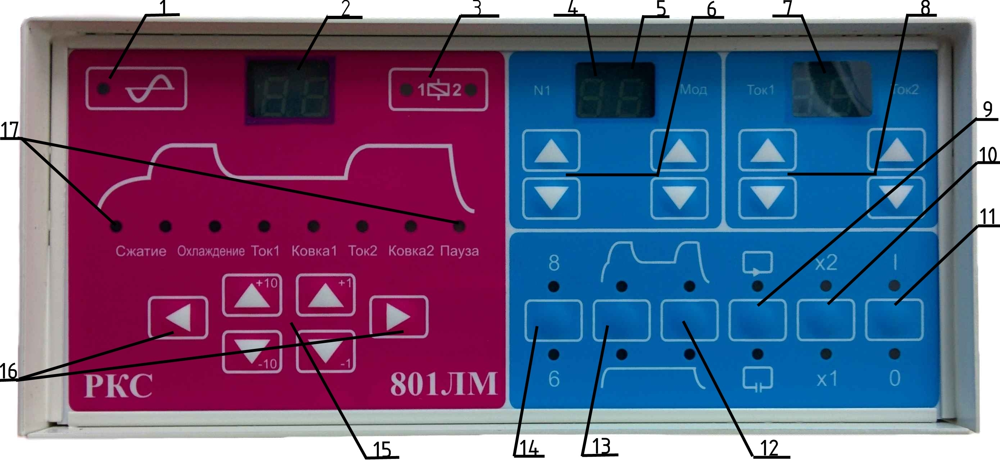 1 2 3 4 5 6 7 8
1 2
N1 Мод Ток1 Ток2
9
17
10
11
Сжатие Охлаждение Ток1 Ковка1 Ток2 Ковка2 Пауза
8 x2 I
+10 +1
-10 -1
16
РКС 801ЛМ
6 x1 0
15 14 13 12